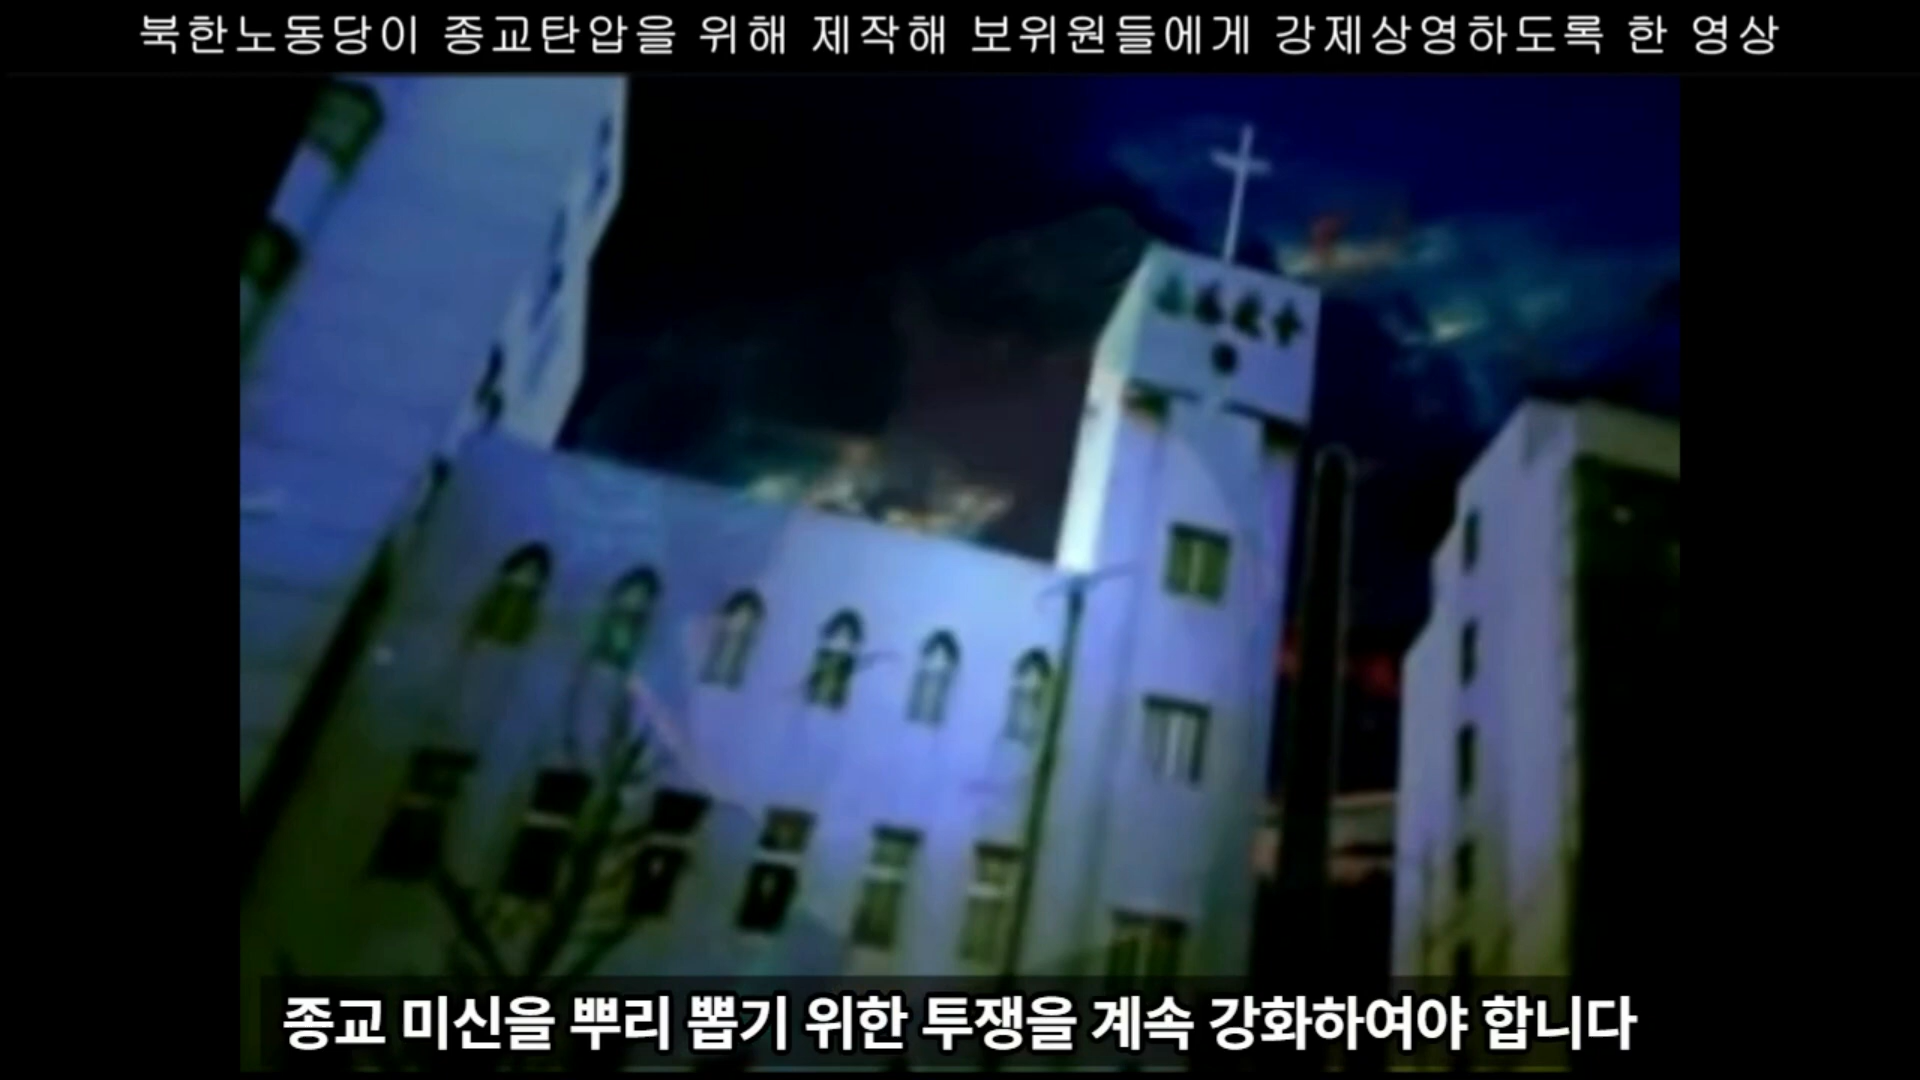 북한노동당이 종교탄압을 위해 제작해 보위원들에게 강제상영하도록 한 영상
종교 미신을 뿌리 뽑기 위한 투쟁을 계속 강화하여야 합니다